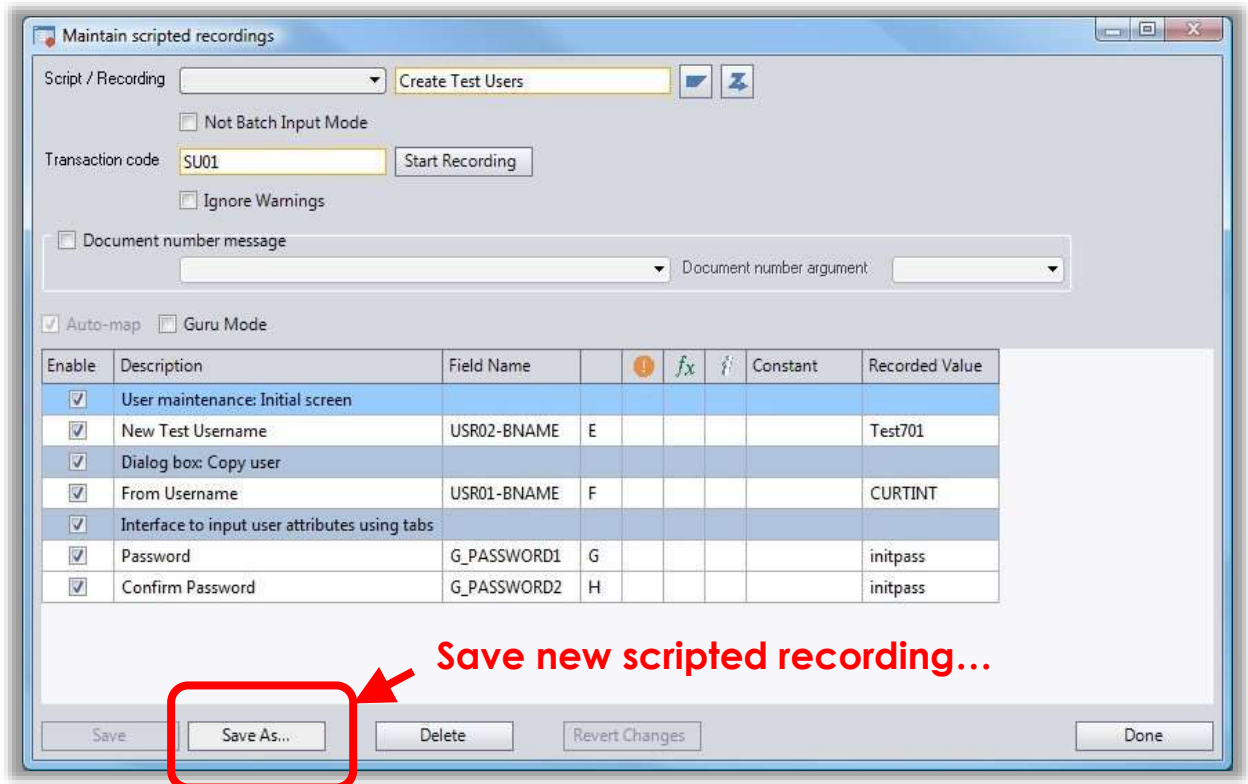 Maintain scripted recordings
Script / Recording Create Test Users
Not Batch Input Mode
Transaction code SU01 Start Recording
Ignore Warnings
Document number message
Document number argument
Auto-map Guru Mode
Enable Description Field Name fx Constant Recorded Value
User maintenance: Initial screen
New Test Username USR02-BNAME E Test701
Dialog box: Copy user
From Username USR01-BNAME F CURTINT
Interface to input user attributes using tabs
Password G_PASSWORD1 G initpass
Confirm Password G_PASSWORD2 H initpass
Save new scripted recording…
Save Save As... Delete Revert Changes Done